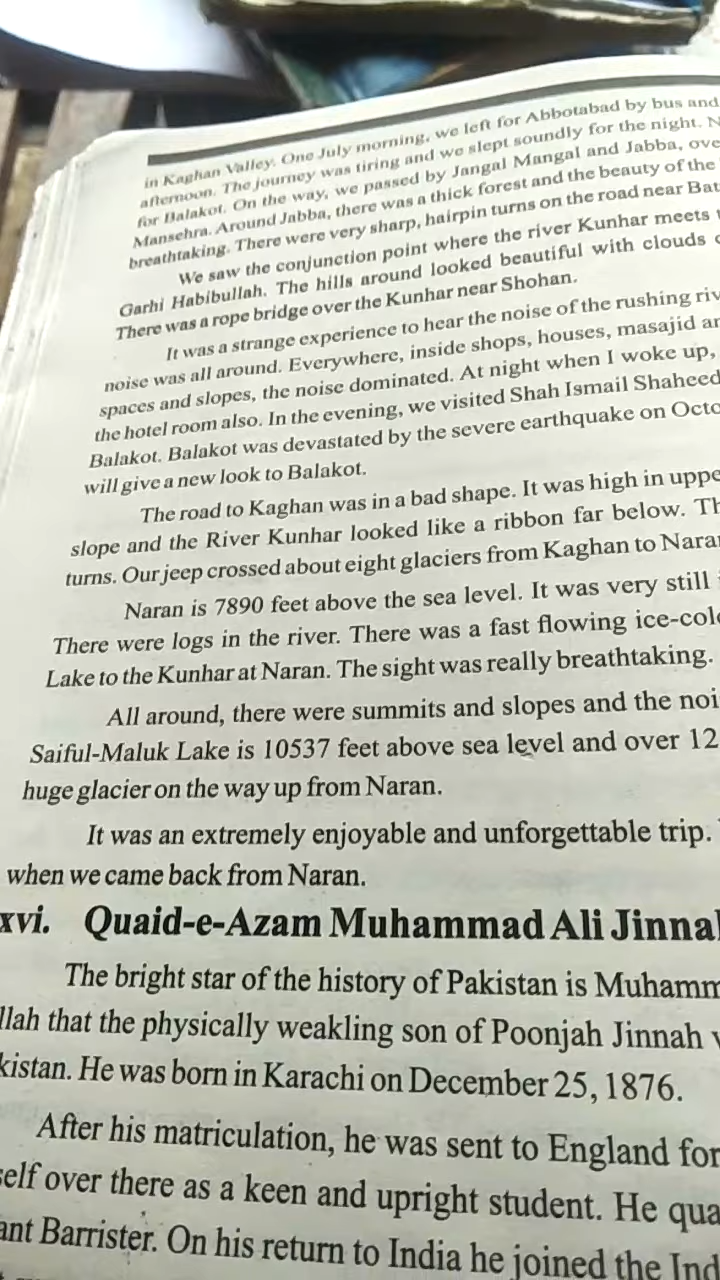 in Kaghan Valley. One July morning, we left for Abbotabad by bus and
afternoon. The journey was tiring and we slept soundly for the night.
for Balakot. On the way, we passed by Jangal Mangal and Jabba,
Mansehra. Around Jabba, there was a thick forest and the beauty of the
breathtaking. There were very sharp, hairpin turns on the road near
We saw the conjunction point where the river Kunhar meets
Garhi Habibullah. The hills around looked beautiful with clouds
There was a rope bridge over the Kunhar near Shohan.
It was a strange experience to hear the noise of the rushing
noise was all around. Everywhere, inside shops, houses, masajid
spaces and slopes, the noise dominated. At night when I woke up,
the hotel room also. In the evening, we visited Shah Ismail Shaheed
Balakot. Balakot was devastated by the severe earthquake on
will give a new look to Balakot.
The road to Kaghan was in a bad shape. It was high in
slope and the River Kunhar looked like a ribbon far below.
turns. Our jeep crossed about eight glaciers from Kaghan to
Naran is 7890 feet above the sea level. It was very still
There were logs in the river. There was a fast flowing
Lake to the Kunhar at Naran. The sight was really breathtaking.
All around, there were summits and slopes and the
Saiful-Maluk Lake is 10537 feet above sea level and over 12
huge glacier on the way up from Naran.
It was an extremely enjoyable and unforgettable trip.
when we came back from Naran.
xvi. Quaid-e-Azam Muhammad Ali
The bright star of the history of Pakistan is
llah that the physically weakling son of Poonjah Jinnah
kistan. He was born in Karachi on December 25, 1876.
After his matriculation, he was sent to England for
self over there as a keen and upright student. He
ant Barrister. On his return to India he joined the